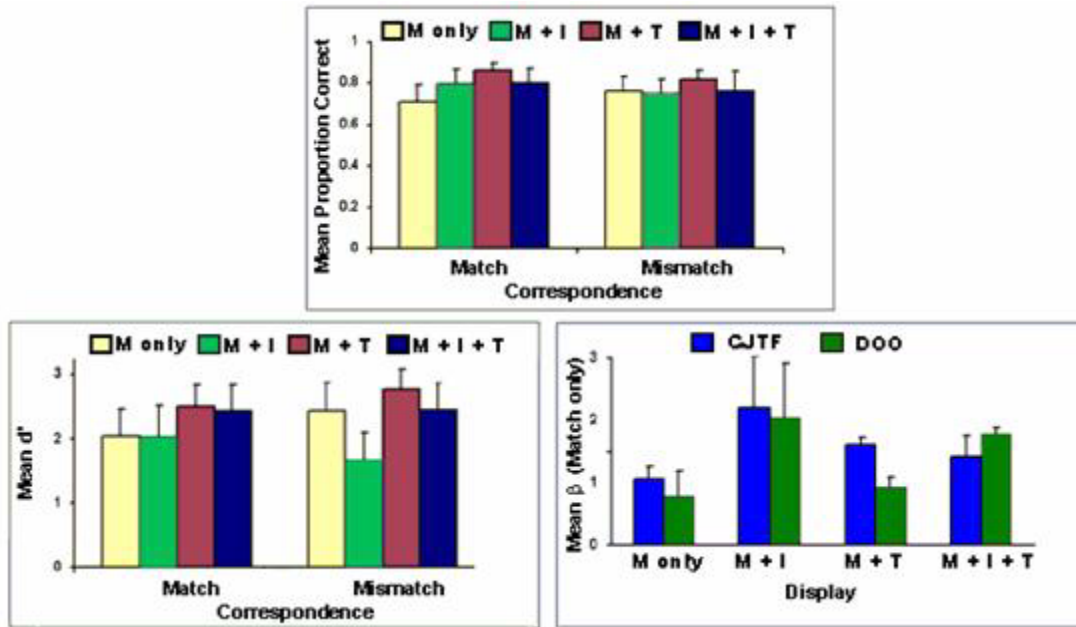 M only M + I M + T M + I + T
Mean Proportion Correct
1
0.8
0.6
0.4
0.2
0
Match Mismatch
Correspondence
M only M + I M + T M + I + T
Mean d'
3
2
1
0
Match Mismatch
Correspondence
CJTF DOO
Mean β (Match only)
3
2
1
0
M only M + I M + T M + I + T
Display